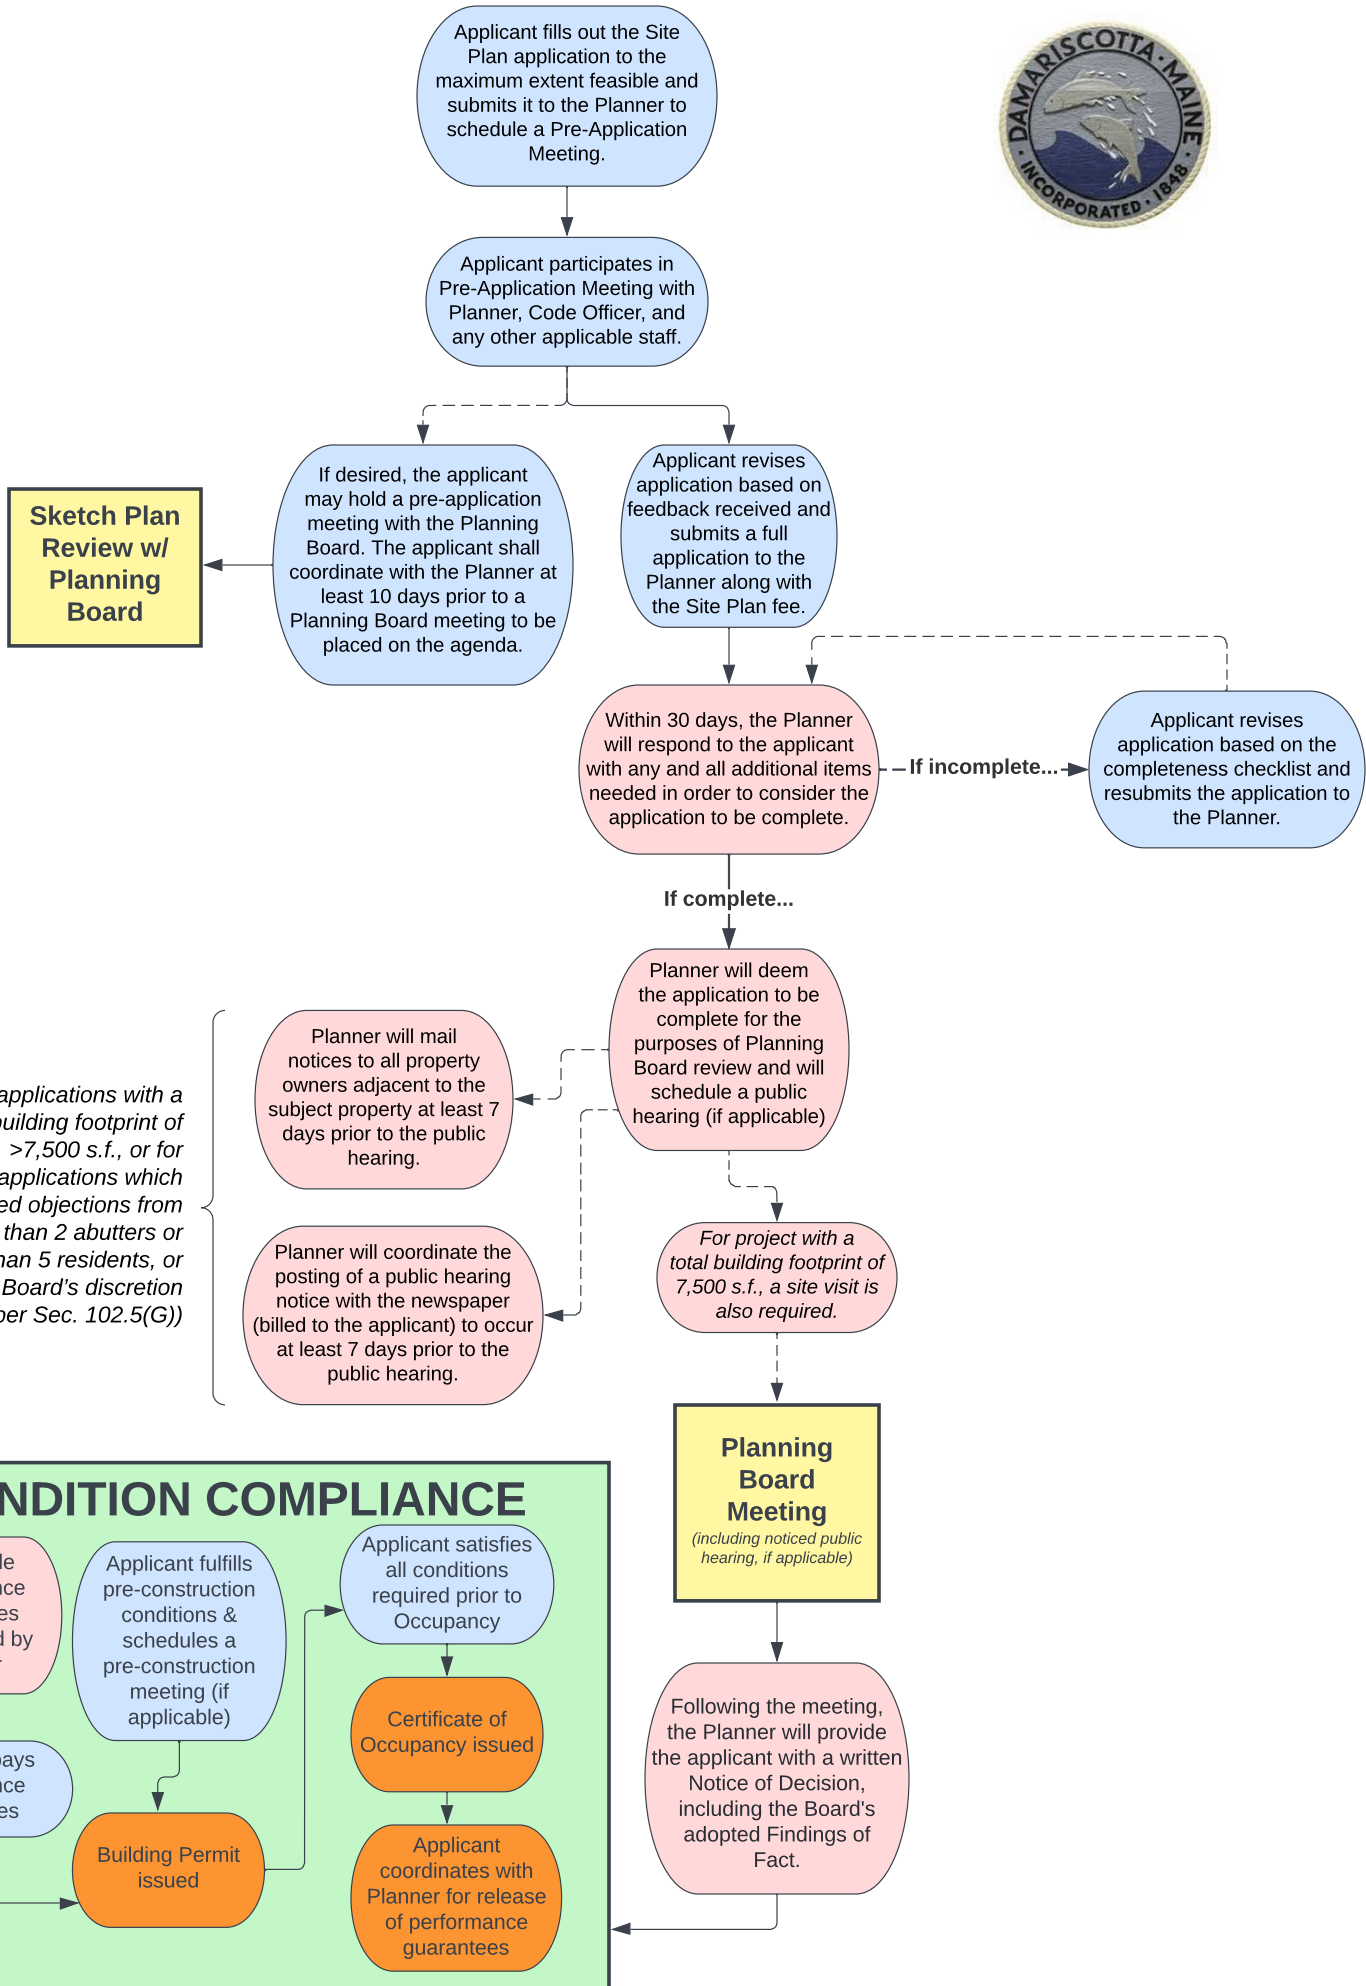 Applicant fills out the Site
Plan application to the
maximum extent feasible and
submits it to the Planner to
schedule a Pre-Application
Meeting.
DAMARISCOTTA · MAINE
· INCORPORATED · 1848 ·
Applicant participates in
Pre-Application Meeting with
Planner, Code Officer, and
any other applicable staff.
Sketch Plan
Review w/
Planning
Board
If desired, the applicant
may hold a pre-application
meeting with the Planning
Board. The applicant shall
coordinate with the Planner at
least 10 days prior to a
Planning Board meeting to be
placed on the agenda.
Applicant revises
application based on
feedback received and
submits a full
application to the
Planner along with
the Site Plan fee.
Within 30 days, the Planner
will respond to the applicant
with any and all additional items
needed in order to consider the
application to be complete.
If incomplete...
Applicant revises
application based on the
completeness checklist and
resubmits the application to
the Planner.
If complete...
Planner will deem
the application to be
complete for the
purposes of Planning
Board review and will
schedule a public
hearing (if applicable)
Planner will mail
notices to all property
owners adjacent to the
subject property at least 7
days prior to the public
hearing.
applications with a
building footprint of
>7,500 s.f., or for
applications which
ed objections from
than 2 abutters or
han 5 residents, or
Board's discretion
per Sec. 102.5(G))
Planner will coordinate the
posting of a public hearing
notice with the newspaper
(billed to the applicant) to occur
at least 7 days prior to the
public hearing.
For project with a
total building footprint of
7,500 s.f., a site visit is
also required.
Planning
Board
Meeting
(including noticed public
hearing, if applicable)
Following the meeting,
the Planner will provide
the applicant with a written
Notice of Decision,
including the Board's
adopted Findings of
Fact.
NDITION COMPLIANCE
le
nce
es
d by
Applicant fulfills
pre-construction
conditions &
schedules a
pre-construction
meeting (if
applicable)
Applicant satisfies
all conditions
required prior to
Occupancy
pays
nce
es
Building Permit
issued
Certificate of
Occupancy issued
Applicant
coordinates with
Planner for release
of performance
guarantees